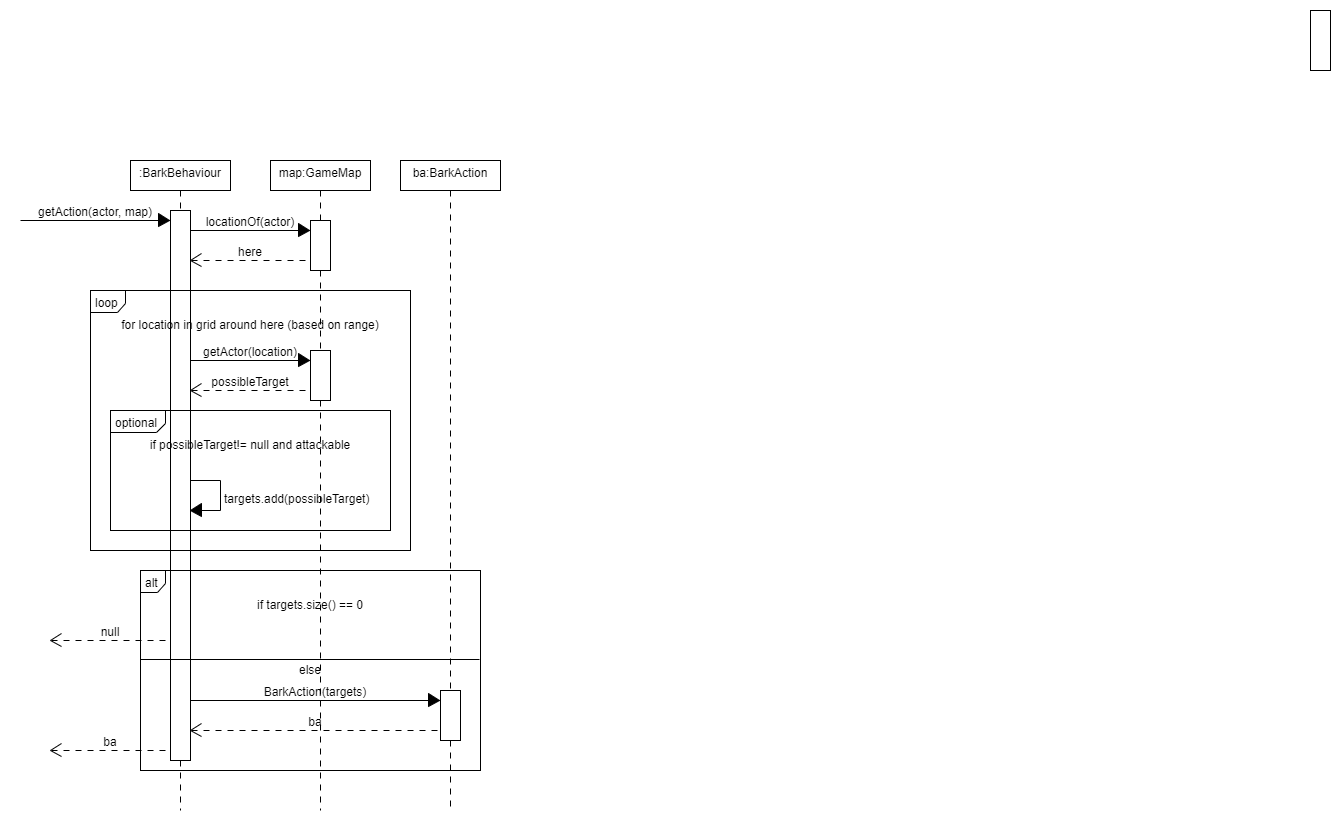 :BarkBehaviour
map:GameMap
ba:BarkAction
getAction(actor, map)
locationOf(actor)
here
loop
for location in grid around here (based on range)
getActor(location)
possibleTarget
optional
if possibleTarget!= null and attackable
targets.add(possibleTarget)
alt
if targets.size() == 0
null
else
BarkAction(targets)
ba
ba